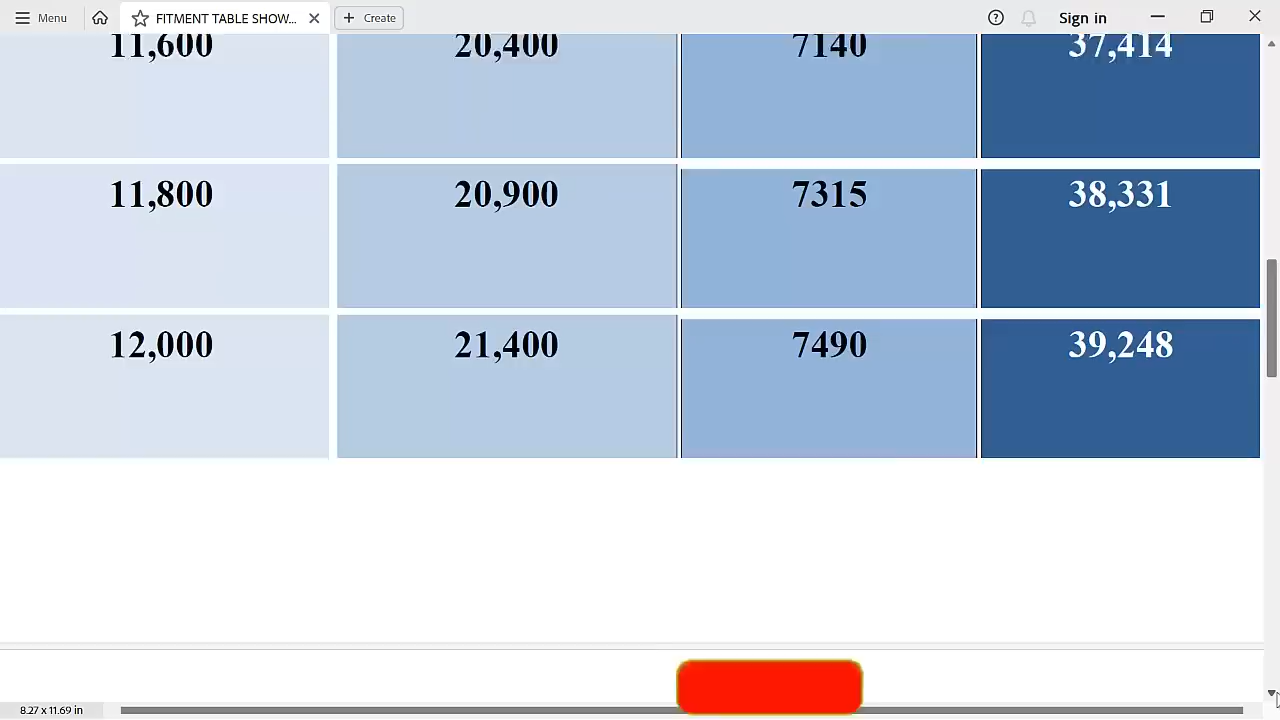 Menu
FITMENT TABLE SHOW...
Create
Sign in
11,600 20,400 7140 37,414
11,800 20,900 7315 38,331
12,000 21,400 7490 39,248
8.27 x 11.69 in